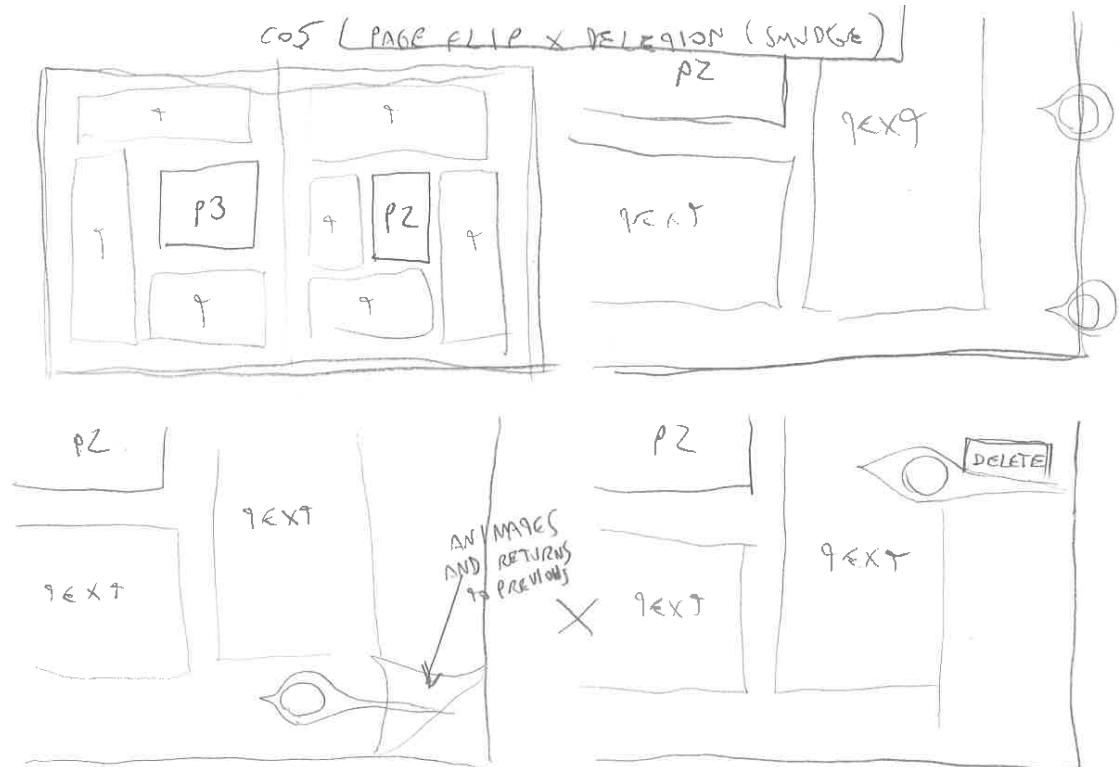 COS ( PAGE FLIP X DELETION (SMUDGE)
T
T
T
P3
T
T
P2
T
T
P2
TEXT
TEXT
P2
TEXT
TEXT
ANIMATES
AND RETURNS
TO PREVIOUS
X
P2
DELETE
TEXT
TEXT